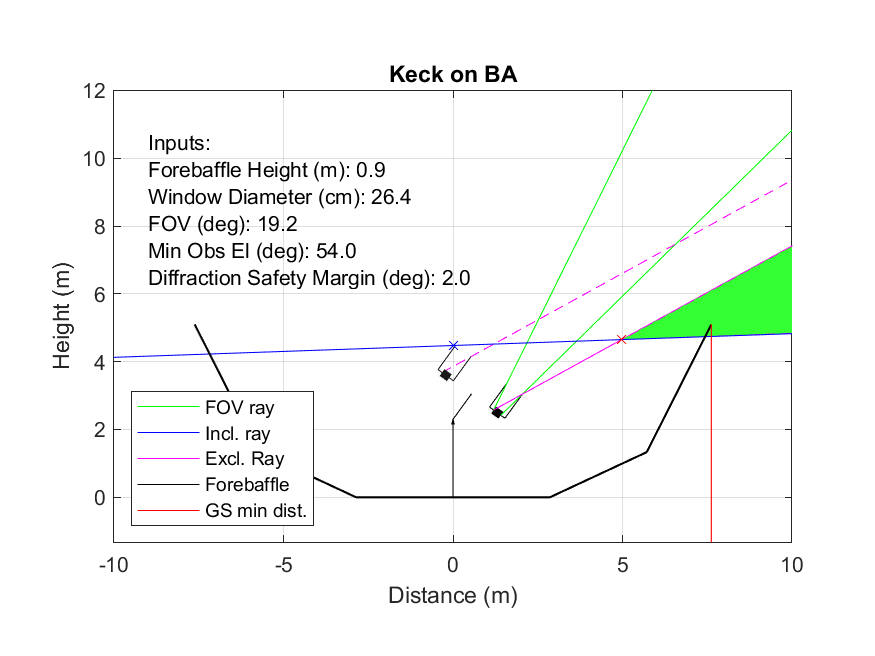 Keck on BA
12
10
8
6
4
2
0
Height (m)
Inputs:
Forebaffle Height (m): 0.9
Window Diameter (cm): 26.4
FOV (deg): 19.2
Min Obs El (deg): 54.0
Diffraction Safety Margin (deg): 2.0
FOV ray
Incl. ray
Excl. Ray
Forebaffle
GS min dist.
-10 -5 0 5 10
Distance (m)